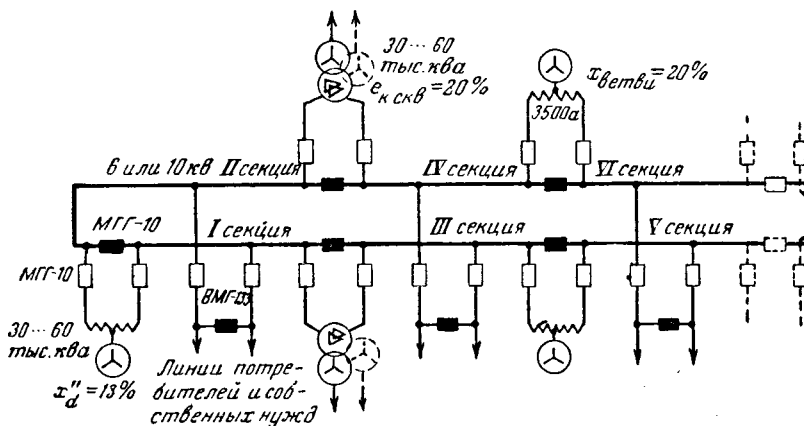 30...60
тыс. ква
e к скв = 20%
x ветви = 20%
3500а
6 или 10 кв
II секция
IV секция
VI секция
МГГ-10
I секция
III секция
V секция
МГГ-10
ВМГ-133
30...60
тыс. ква
x''d = 13%
Линии потре-
бителей и соб-
ственных нужд